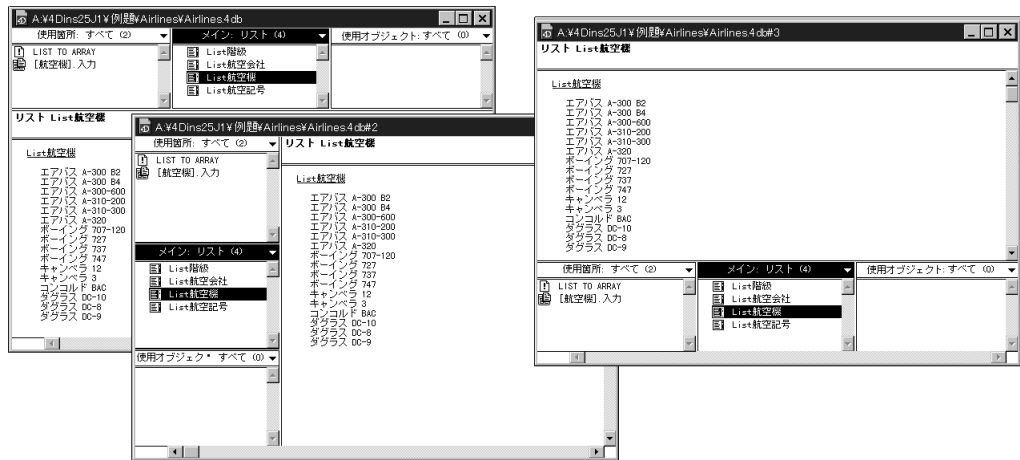 A:¥4Dins25J1¥例題¥Airlines¥Airlines.4db
使用箇所: すべて (2)
メイン: リスト (4)
使用オブジェクト: すべて (0)
LIST TO ARRAY
[航空機].入力
List階級
List航空会社
List航空機
List航空記号
リスト List航空機
List航空機
エアバス A-300 B2
エアバス A-300 B4
エアバス A-300-600
エアバス A-310-200
エアバス A-310-300
エアバス A-320
ボーイング 707-120
ボーイング 727
ボーイング 737
ボーイング 747
キャンベラ 12
キャンベラ 3
コンコルド BAC
ダグラス DC-10
ダグラス DC-8
ダグラス DC-9
A:¥4Dins25J1¥例題¥Airlines¥Airlines.4db#2
使用箇所: すべて (2)
LIST TO ARRAY
[航空機].入力
メイン: リスト (4)
List階級
List航空会社
List航空機
List航空記号
使用オブジェク・ すべて (0)
リスト List航空機
List航空機
エアバス A-300 B2
エアバス A-300 B4
エアバス A-300-600
エアバス A-310-200
エアバス A-310-300
エアバス A-320
ボーイング 707-120
ボーイング 727
ボーイング 737
ボーイング 747
キャンベラ 12
キャンベラ 3
コンコルド BAC
ダグラス DC-10
ダグラス DC-8
ダグラス DC-9
A:¥4Dins25J1¥例題¥Airlines¥Airlines.4db#3
リスト List航空機
List航空機
エアバス A-300 B2
エアバス A-300 B4
エアバス A-300-600
エアバス A-310-200
エアバス A-310-300
エアバス A-320
ボーイング 707-120
ボーイング 727
ボーイング 737
ボーイング 747
キャンベラ 12
キャンベラ 3
コンコルド BAC
ダグラス DC-10
ダグラス DC-8
ダグラス DC-9
使用箇所: すべて (2)
メイン: リスト (4)
使用オブジェクト: すべて (0)
LIST TO ARRAY
[航空機].入力
List階級
List航空会社
List航空機
List航空記号